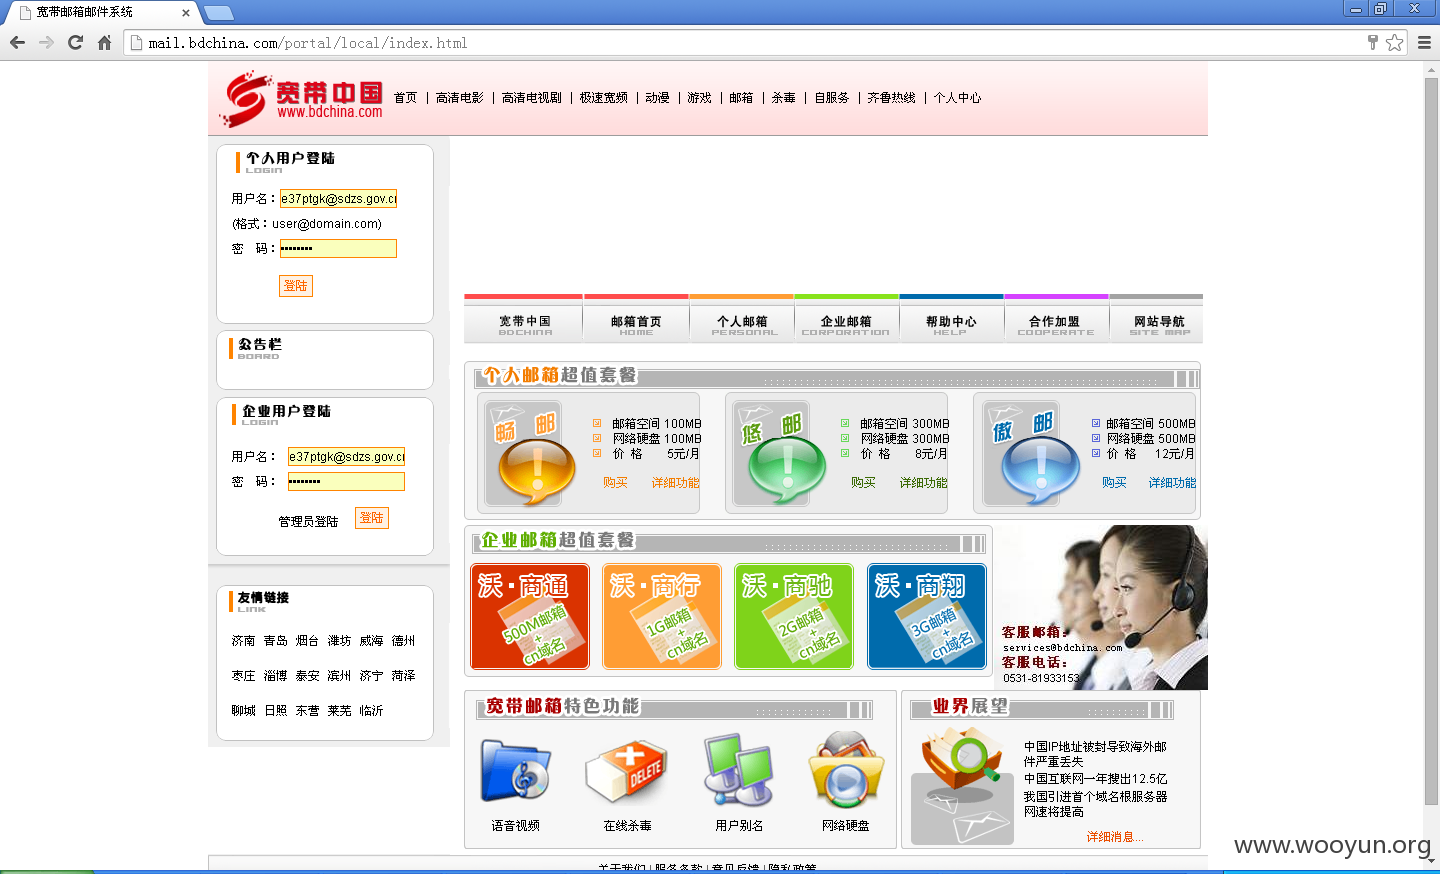 宽带邮箱邮件系统
mail.bdchina.com/portal/local/index.html
宽带中国
www.bdchina.com
首页 | 高清电影 | 高清电视剧 | 极速宽频 | 动漫 | 游戏 | 邮箱 | 杀毒 | 自服务 | 齐鲁热线 | 个人中心
个人用户登陆
LOGIN
用户名：e37ptgk@sdzs.gov.cn
(格式：user@domain.com)
密 码：••••••••
登陆
公告栏
BOARD
企业用户登陆
LOGIN
用户名： e37ptgk@sdzs.gov.cn
密 码： ••••••••
管理员登陆 登陆
友情链接
LINK
济南 青岛 烟台 潍坊 威海 德州
枣庄 淄博 泰安 滨州 济宁 菏泽
聊城 日照 东营 莱芜 临沂
宽带中国 邮箱首页 个人邮箱 企业邮箱 帮助中心 合作加盟 网站导航
BDCHINA HOME PERSONAL CORPORATION HELP COOPERATE SITE MAP
个人邮箱超值套餐
畅邮
邮箱空间 100MB
网络硬盘 100MB
价 格 5元/月
购买 详细功能
悠邮
邮箱空间 300MB
网络硬盘 300MB
价 格 8元/月
购买 详细功能
傲邮
邮箱空间 500MB
网络硬盘 500MB
价 格 12元/月
购买 详细功能
企业邮箱超值套餐
沃·商通
500M邮箱
+
cn域名
沃·商行
1G邮箱
+
cn域名
沃·商驰
2G邮箱
+
cn域名
沃·商翔
3G邮箱
+
cn域名
客服邮箱：
services@bdchina.com
客服电话：
0531-81933153
宽带邮箱特色功能
DELETE
语音视频 在线杀毒 用户别名 网络硬盘
业界展望
中国IP地址被封导致海外邮
件严重丢失
中国互联网一年搜出12.5亿
我国引进首个域名根服务器
网速将提高
详细消息...
关于我们 | 服务条款 | 意见反馈 | 隐私政策
www.wooyun.org